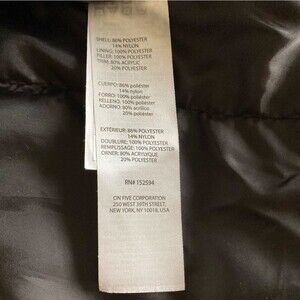 SHELL: 86% POLYESTER
14% NYLON
LINING: 100% POLYESTER
FILLER: 100% POLYESTER
TRIM: 80% ACRYLIC
20% POLYESTER
CUERPO: 86% poliéster
14% nylon
FORRO: 100% poliéster
RELLENO: 100% poliéster
ADORNO: 80% acrílico
20% poliéster
EXTÉRIEUR: 86% POLYESTER
14% NYLON
DOUBLURE: 100% POLYESTER
REMPLISSAGE: 100% POLYESTER
ORNER: 80% ACRYLIQUE
20% POLYESTER
RN# 152594
ON FIVE CORPORATION
250 WEST 39TH STREET,
NEW YORK, NY 10018, USA